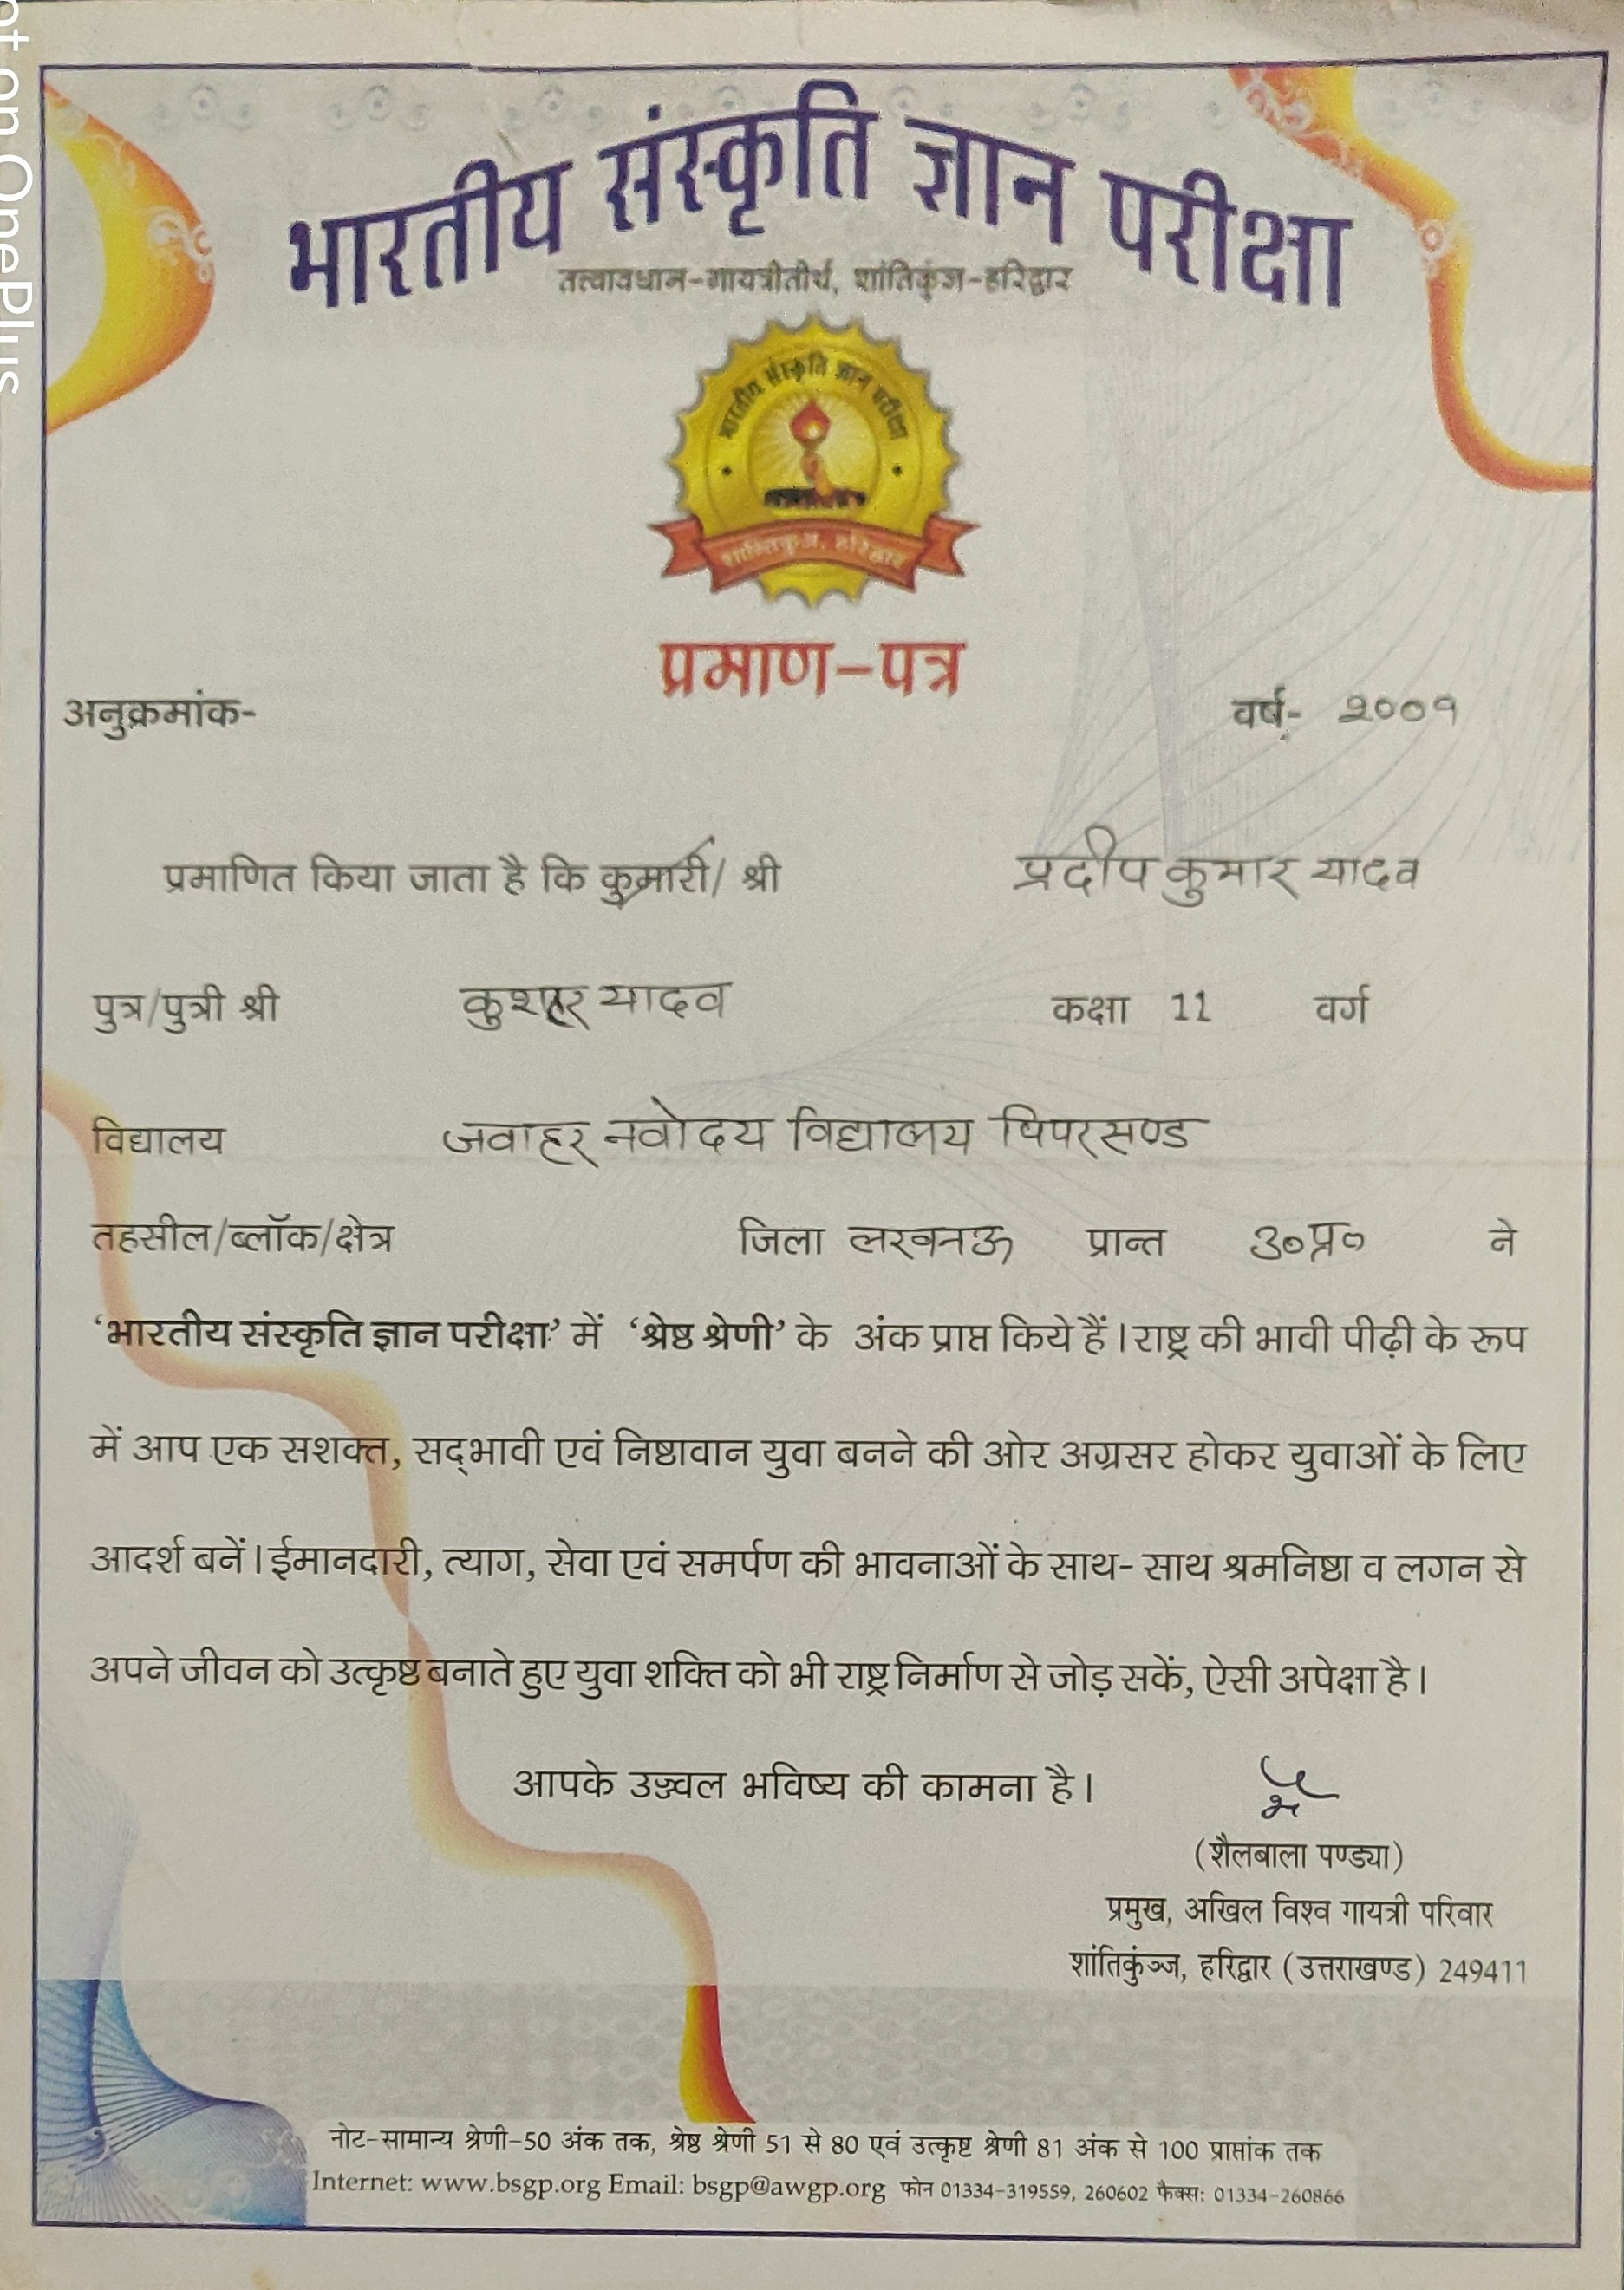 भारतीय संस्कृति ज्ञान परीक्षा
तत्वावधान-गायत्रीतीर्थ, शांतिकुंज-हरिद्वार
भारतीय संस्कृति ज्ञान परीक्षा
शान्तिकुञ्ज, हरिद्वार
प्रमाण-पत्र
अनुक्रमांक- वर्ष- २००९
प्रमाणित किया जाता है कि कुमारी/ श्री प्रदीप कुमार यादव
पुत्र/पुत्री श्री यादव कक्षा 11 वर्ग
विद्यालय जवाहर नवोदय विद्यालय पिपरसण्ड
तहसील/ब्लॉक/क्षेत्र जिला लखनऊ प्रान्त उ०प्र० ने
‘भारतीय संस्कृति ज्ञान परीक्षा’ में ‘श्रेष्ठ श्रेणी’ के अंक प्राप्त किये हैं। राष्ट्र की भावी पीढ़ी के रूप
में आप एक सशक्त, सद्‌भावी एवं निष्ठावान युवा बनने की ओर अग्रसर होकर युवाओं के लिए
आदर्श बनें। ईमानदारी, त्याग, सेवा एवं समर्पण की भावनाओं के साथ- साथ श्रमनिष्ठा व लगन से
अपने जीवन को उत्कृष्ट बनाते हुए युवा शक्ति को भी राष्ट्र निर्माण से जोड़ सकें, ऐसी अपेक्षा है।
आपके उज्ज्वल भविष्य की कामना है।
(शैलबाला पण्ड्या)
प्रमुख, अखिल विश्व गायत्री परिवार
शांतिकुंञ्ज, हरिद्वार (उत्तराखण्ड) 249411
नोट-सामान्य श्रेणी-50 अंक तक, श्रेष्ठ श्रेणी 51 से 80 एवं उत्कृष्ट श्रेणी 81 अंक से 100 प्राप्तांक तक
Internet: www.bsgp.org Email: bsgp@awgp.org फोन 01334-319559, 260602 फैक्स: 01334-260866
on OnePlus